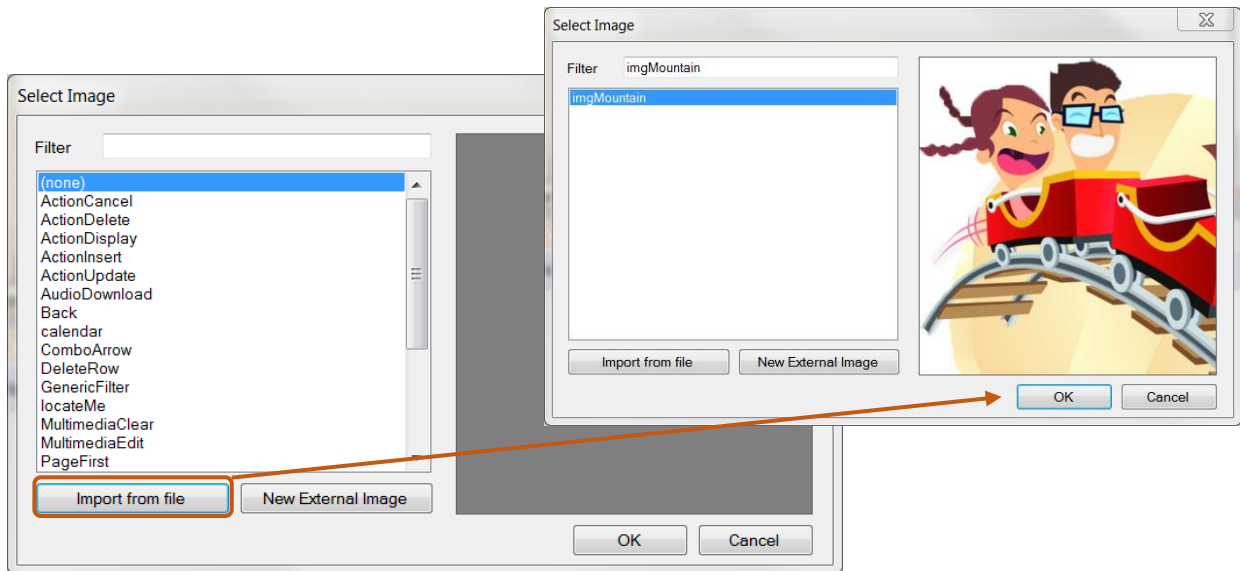 Select Image
Filter
(none)
ActionCancel
ActionDelete
ActionDisplay
ActionInsert
ActionUpdate
AudioDownload
Back
calendar
ComboArrow
DeleteRow
GenericFilter
locateMe
MultimediaClear
MultimediaEdit
PageFirst
Import from file New External Image
OK Cancel
Select Image
Filter imgMountain
imgMountain
Import from file New External Image
OK Cancel